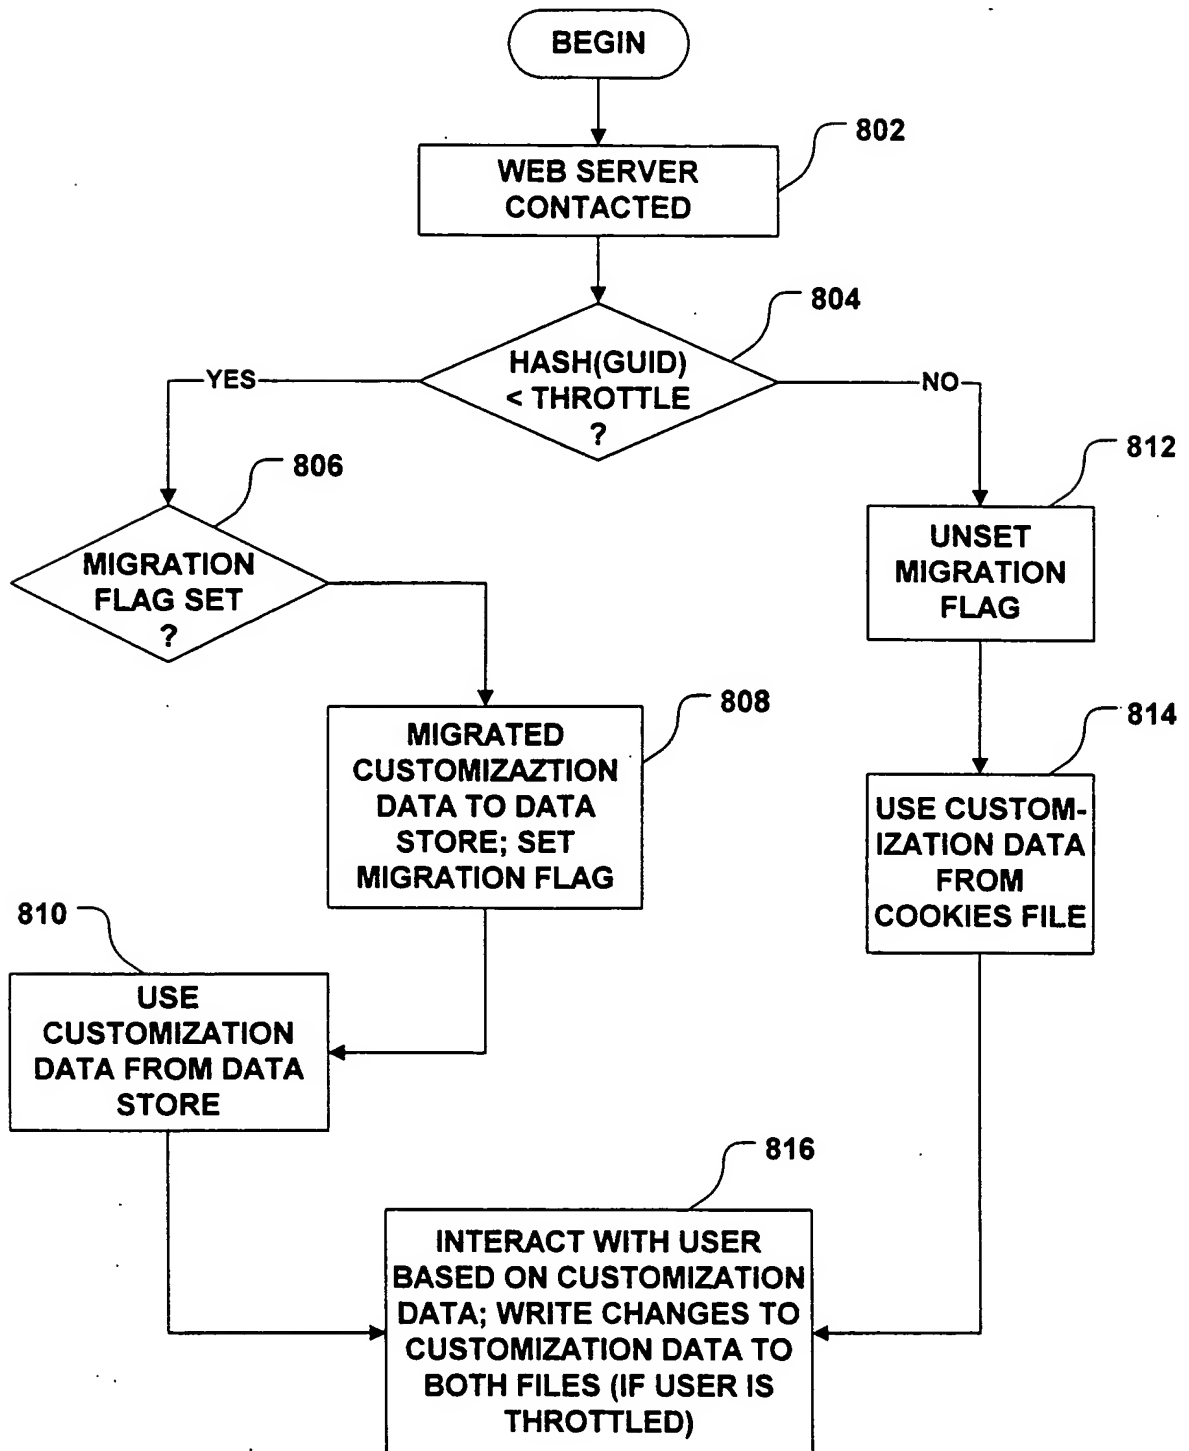 BEGIN
802
WEB SERVER
CONTACTED
804
HASH(GUID)
< THROTTLE
?
YES
NO
806
MIGRATION
FLAG SET
?
812
UNSET
MIGRATION
FLAG
808
MIGRATED
CUSTOMIZAZTION
DATA TO DATA
STORE; SET
MIGRATION FLAG
814
USE CUSTOM-
IZATION DATA
FROM
COOKIES FILE
810
USE
CUSTOMIZATION
DATA FROM DATA
STORE
816
INTERACT WITH USER
BASED ON CUSTOMIZATION
DATA; WRITE CHANGES TO
CUSTOMIZATION DATA TO
BOTH FILES (IF USER IS
THROTTLED)